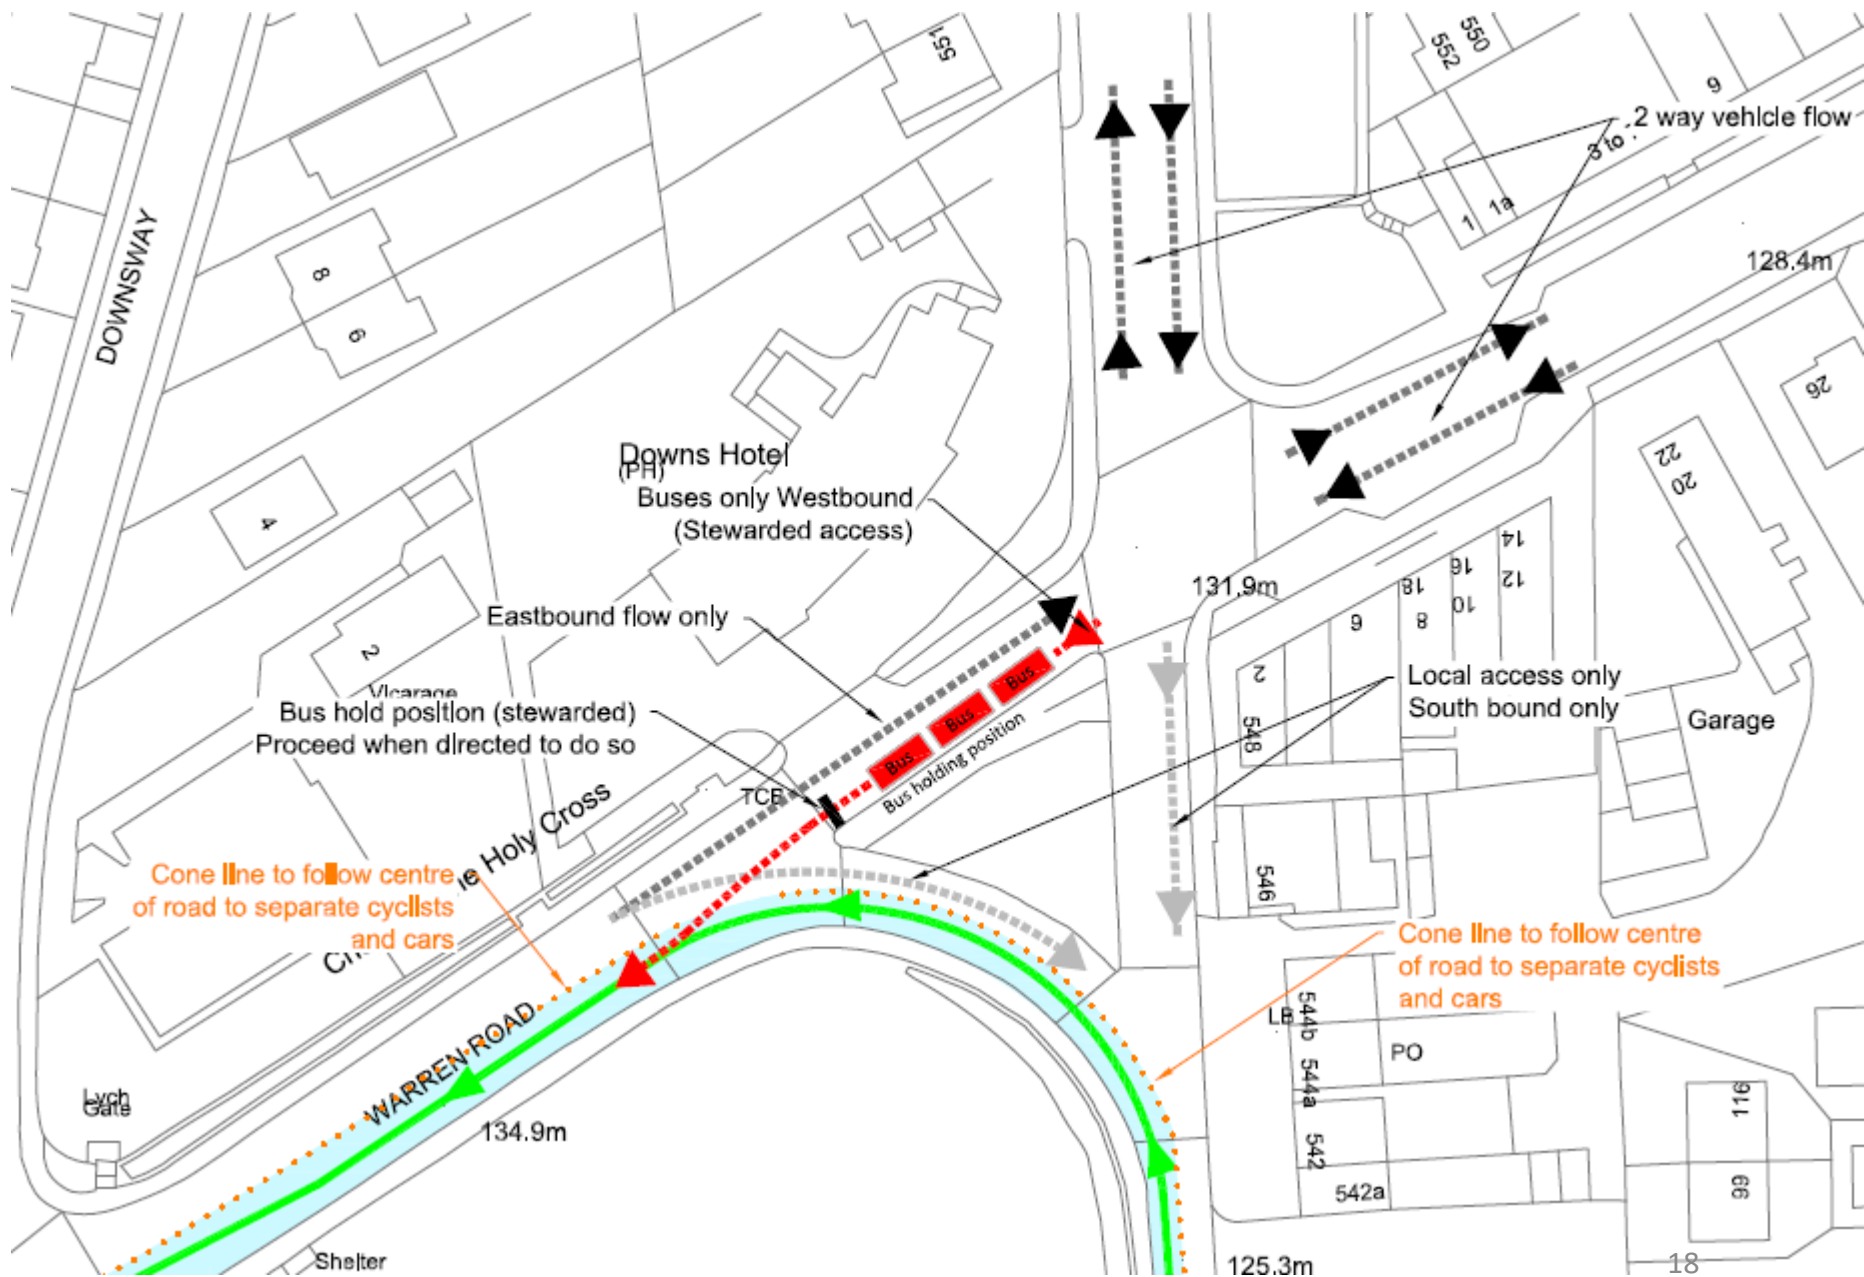 551
550
552
6
2 way vehicle flow
3 to
1
1a
128.4m
DOWNSWAY
8
6
26
Downs Hotel
(PH)
22
20
Buses only Westbound
(Stewarded access)
4
14
16
12
18
10
8
6
131.9m
Eastbound flow only
2
Vicarage
Bus hold position (stewarded)
Proceed when directed to do so
Bus
Bus
Bus
Bus holding position
TCB
Local access only
South bound only
2
548
Garage
Holy Cross
Cone line to follow centre
of road to separate cyclists
and cars
546
Cone line to follow centre
of road to separate cyclists
and cars
WARREN ROAD
LB
544b
PO
544a
Lych
Gate
134.9m
116
542
99
542a
Shelter
125.3m
18